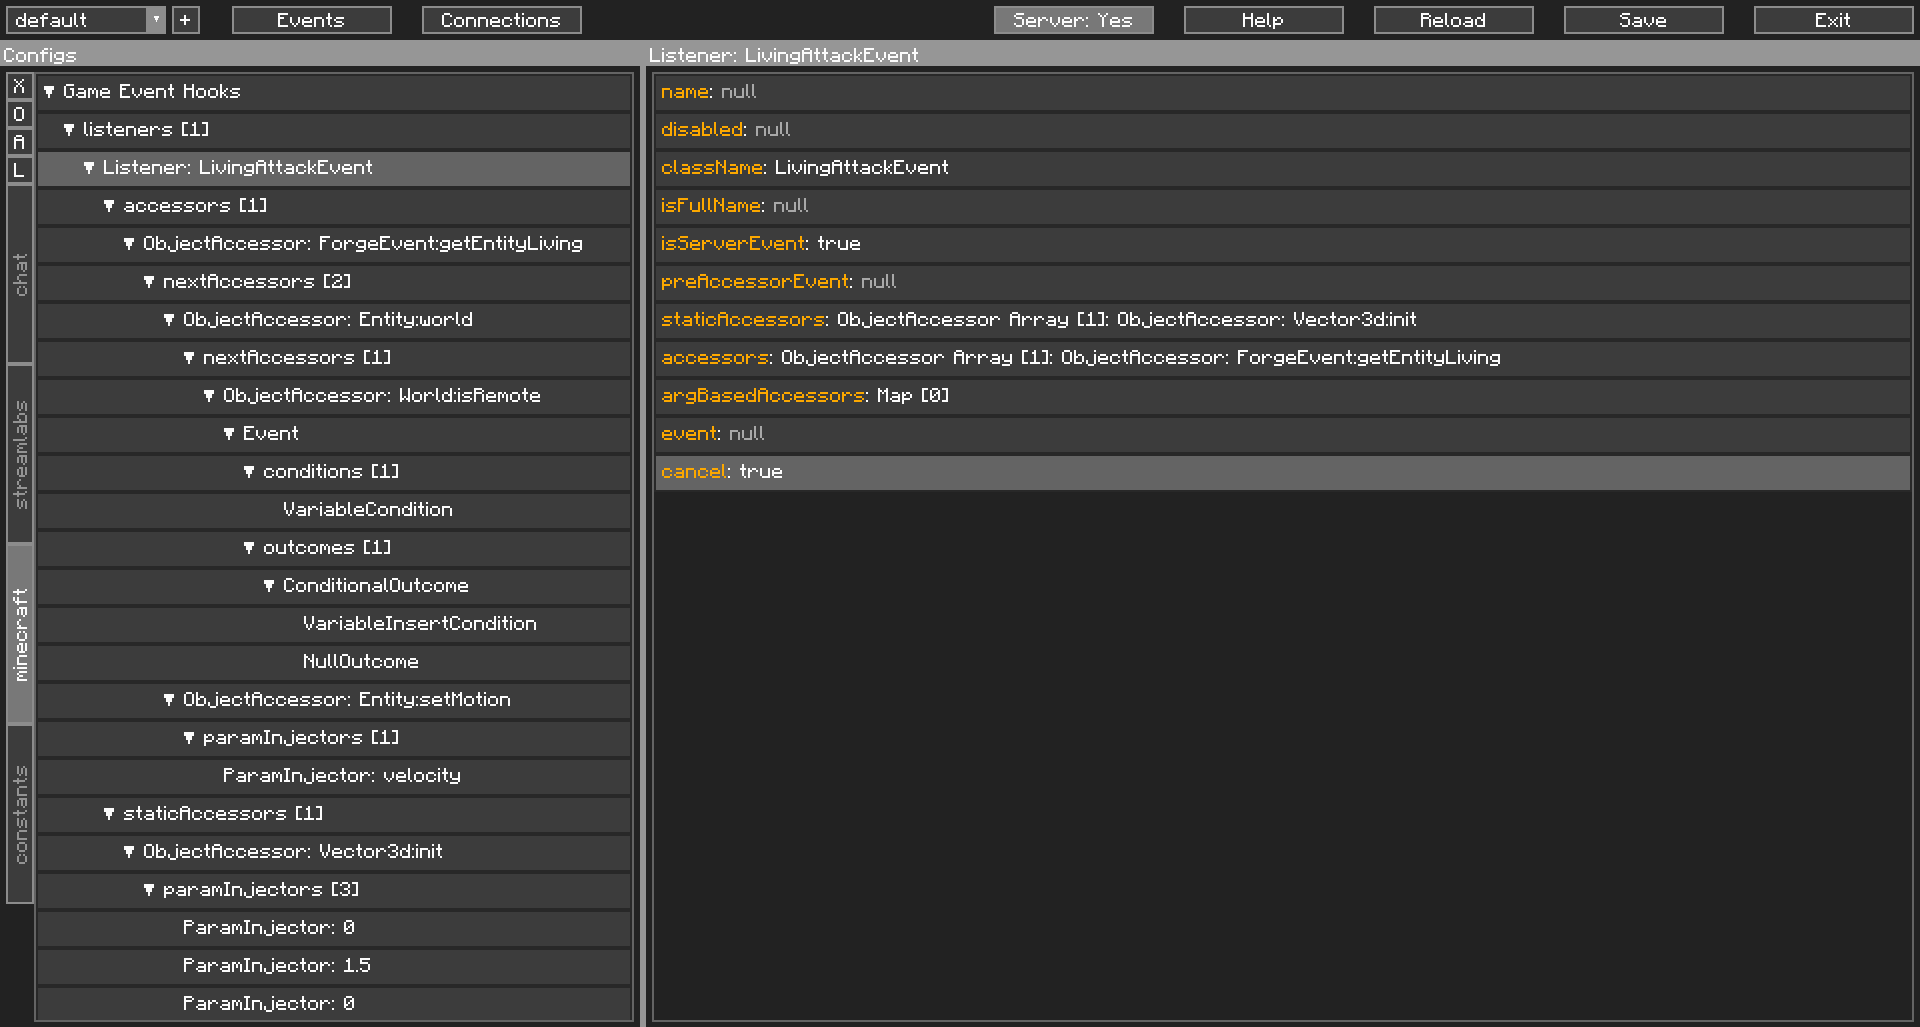 default ▼ + Events Connections Server: Yes Help Reload Save Exit
Configs
Listener: LivingAttackEvent
X
O
A
L
chat
streamlabs
minecraft
constants
▼ Game Event Hooks
▼ listeners [1]
▼ Listener: LivingAttackEvent
▼ accessors [1]
▼ ObjectAccessor: ForgeEvent:getEntityLiving
▼ nextAccessors [2]
▼ ObjectAccessor: Entity:world
▼ nextAccessors [1]
▼ ObjectAccessor: World:isRemote
▼ Event
▼ conditions [1]
VariableCondition
▼ outcomes [1]
▼ ConditionalOutcome
VariableInsertCondition
NullOutcome
▼ ObjectAccessor: Entity:setMotion
▼ paramInjectors [1]
ParamInjector: velocity
▼ staticAccessors [1]
▼ ObjectAccessor: Vector3d:init
▼ paramInjectors [3]
ParamInjector: 0
ParamInjector: 1.5
ParamInjector: 0
name: null
disabled: null
className: LivingAttackEvent
isFullName: null
isServerEvent: true
preAccessorEvent: null
staticAccessors: ObjectAccessor Array [1]: ObjectAccessor: Vector3d:init
accessors: ObjectAccessor Array [1]: ObjectAccessor: ForgeEvent:getEntityLiving
argBasedAccessors: Map [0]
event: null
cancel: true